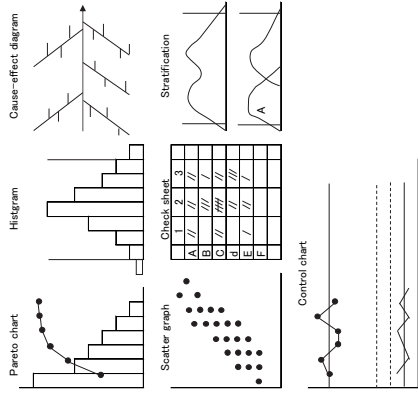 Pareto chart
Histgram
Cause-effect diagram
Scatter graph
Check sheet
1 2 3
A
B
C
d
E
F
Stratification
A
Control chart